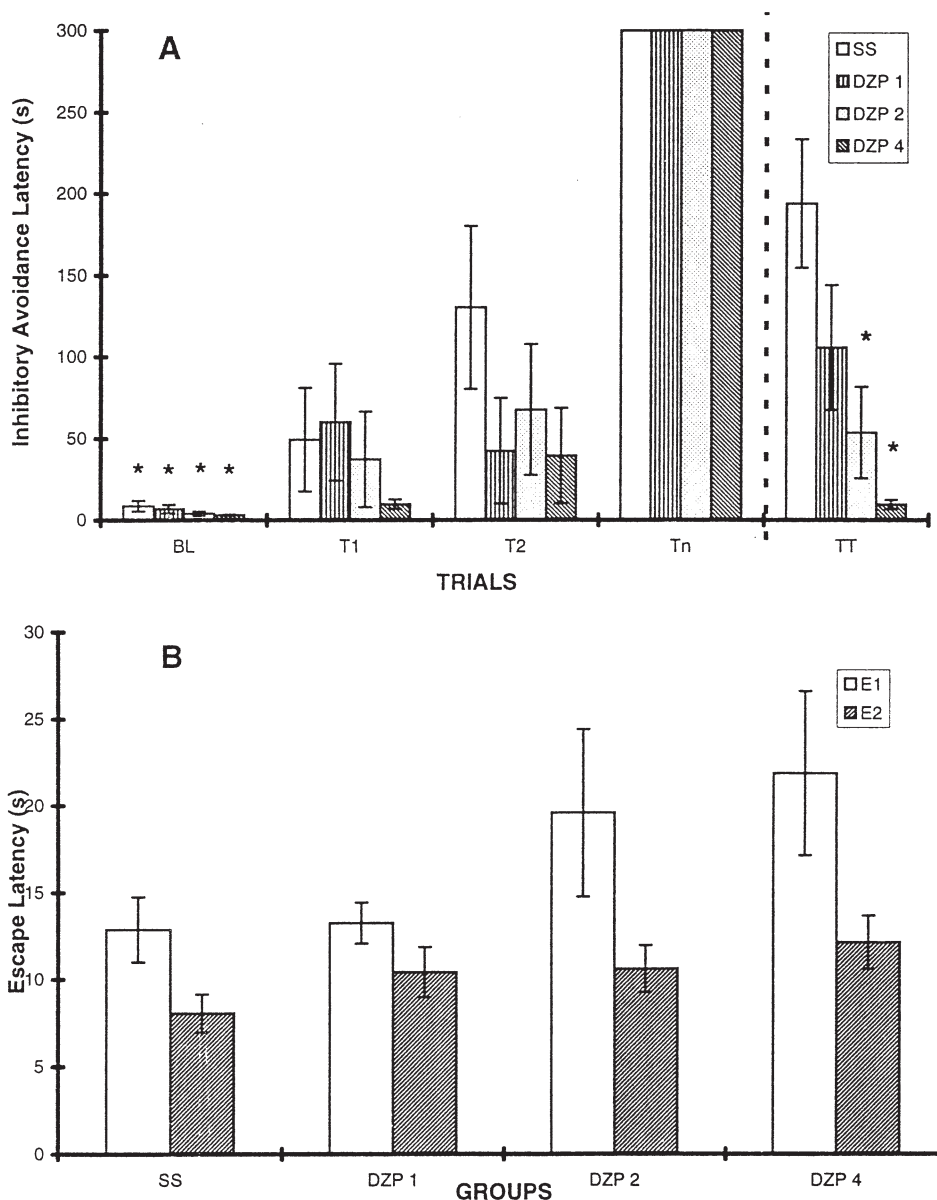 A
300
250
200
150
100
50
0
Inhibitory Avoidance Latency (s)
* * * *
*
*
SS
DZP 1
DZP 2
DZP 4
BL T1 T2 Tn TT
TRIALS
B
30
25
20
15
10
5
0
Escape Latency (s)
E1
E2
SS DZP 1 DZP 2 DZP 4
GROUPS